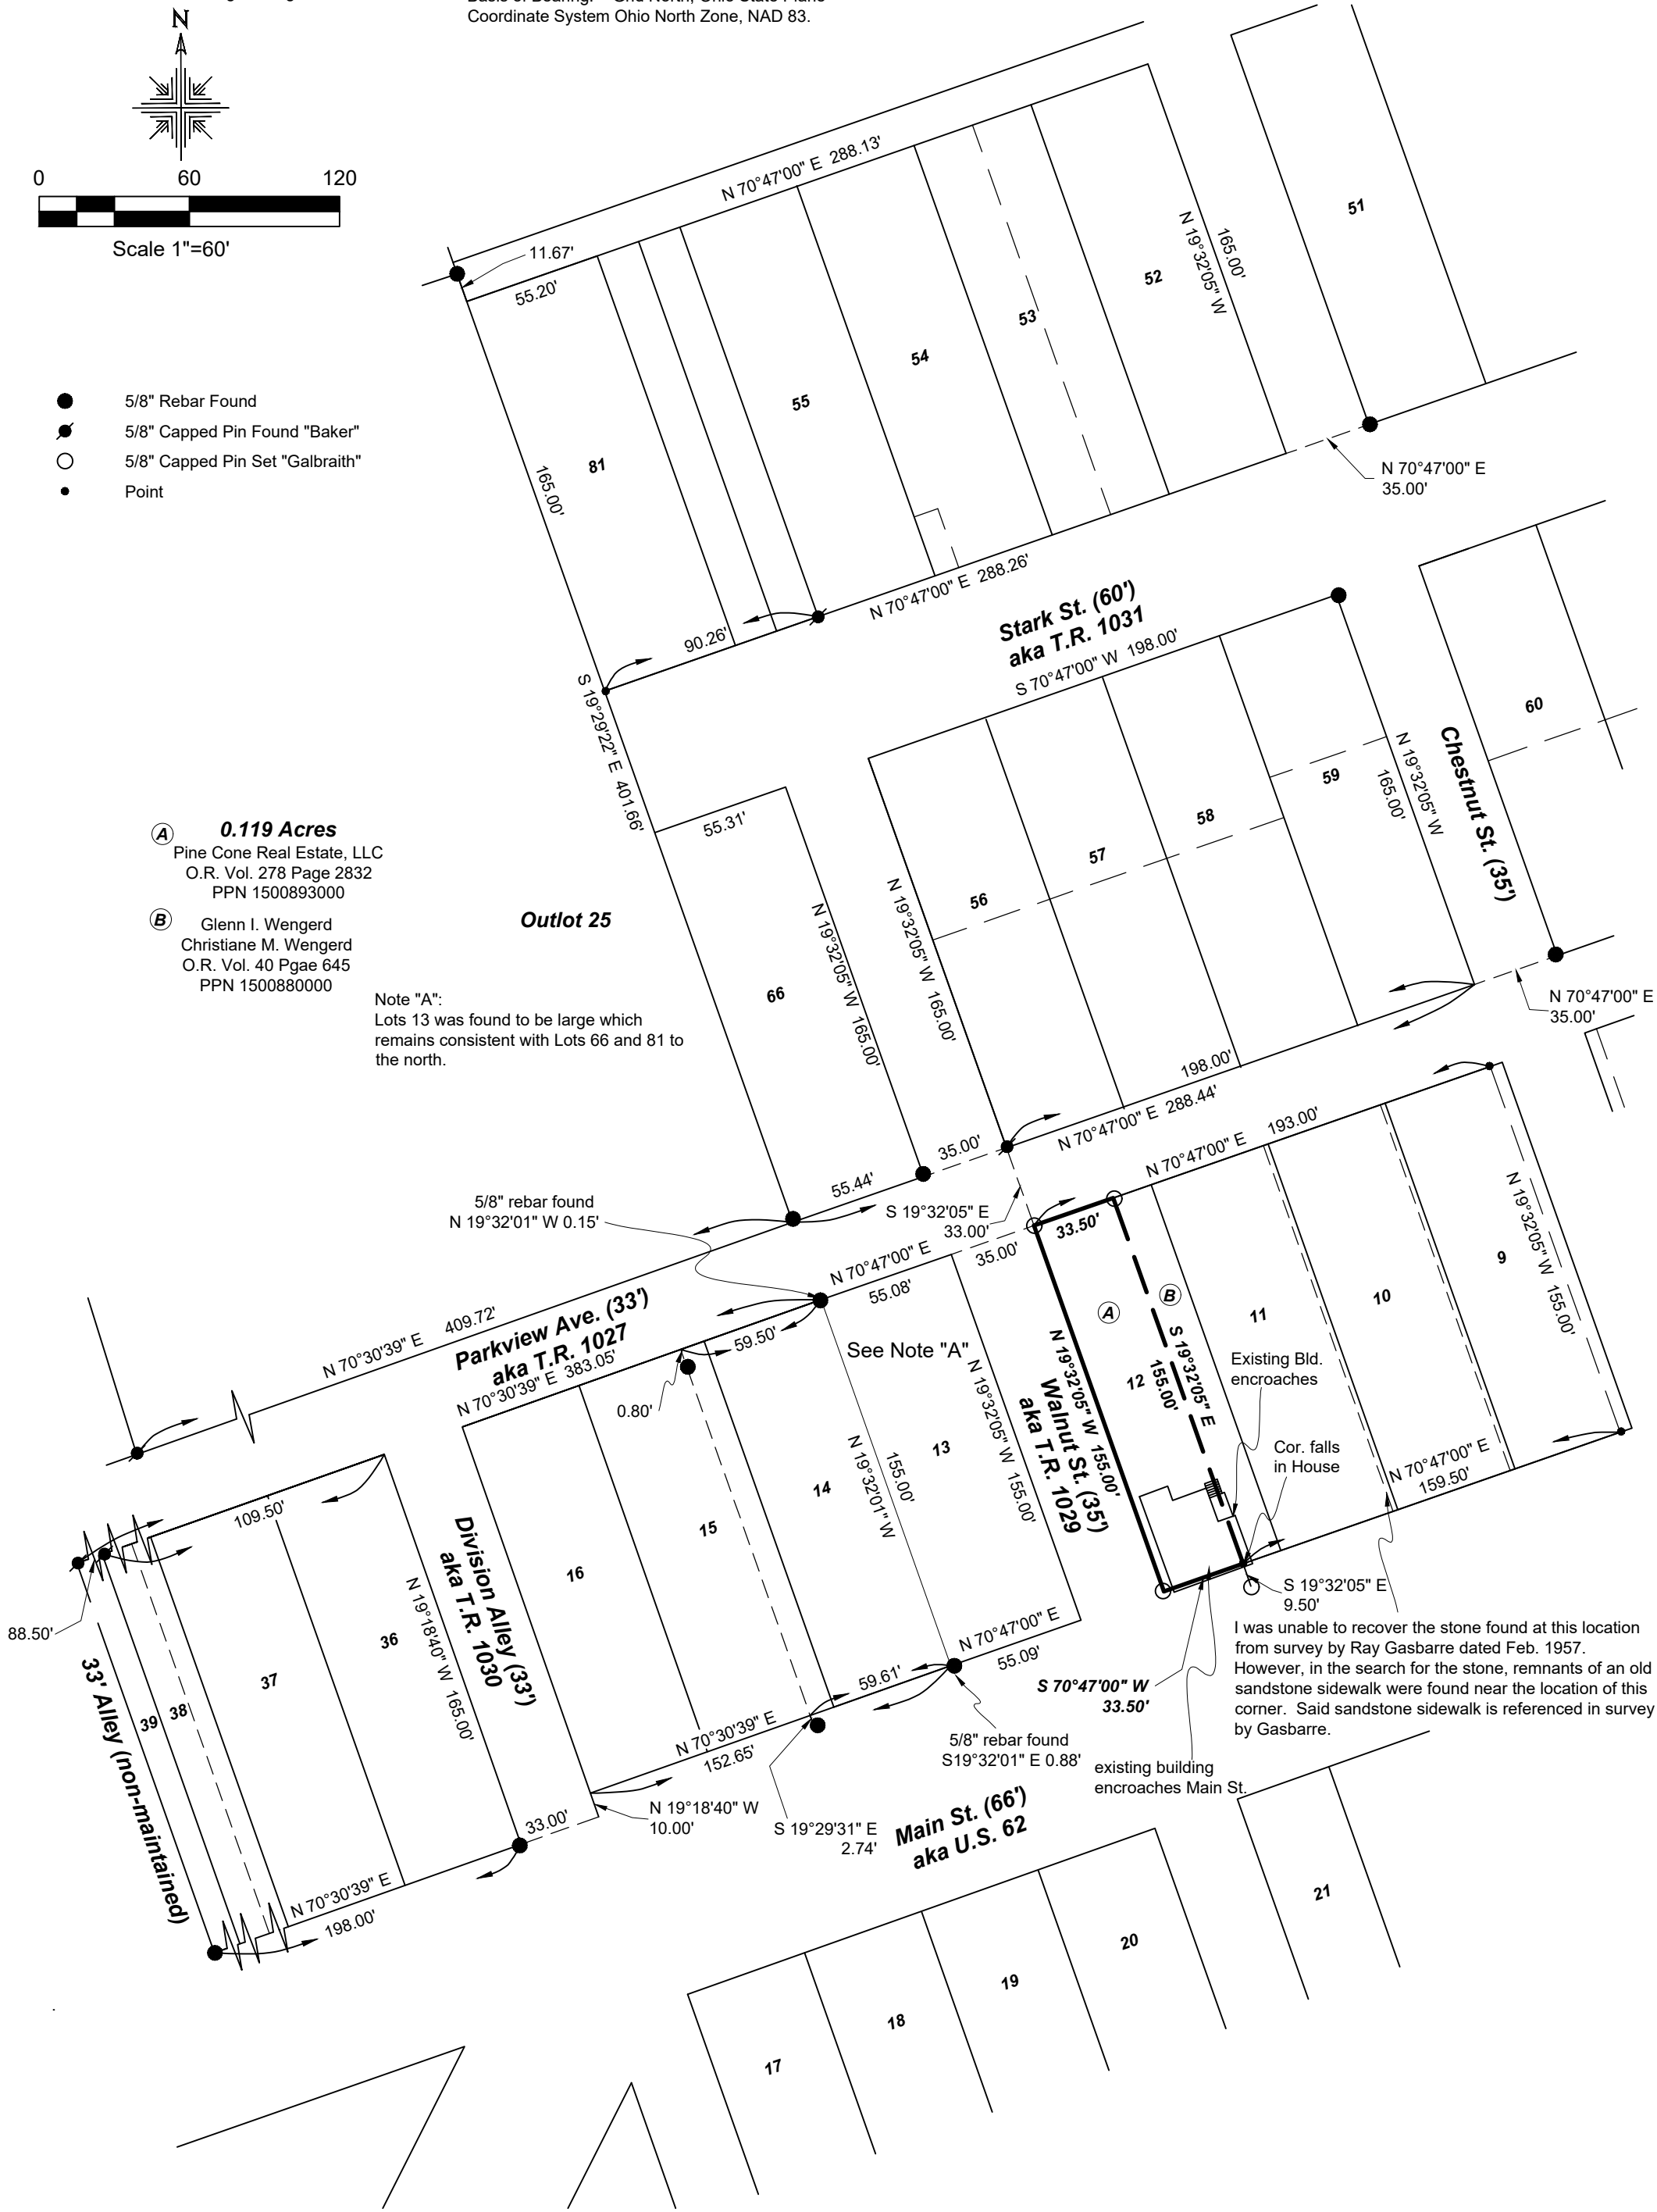 Coordinate System Ohio North Zone, NAD 83.
N
0 60 120
Scale 1"=60'
5/8" Rebar Found
5/8" Capped Pin Found "Baker"
5/8" Capped Pin Set "Galbraith"
Point
N 70°47'00" E 288.13'
11.67'
55.20'
51
52
N 19°32'05" W
165.00'
53
54
55
81
165.00'
N 70°47'00" E
35.00'
N 70°47'00" E 288.26'
90.26'
Stark St. (60')
aka T.R. 1031
S 70°47'00" W 198.00'
S 19°29'22" E 401.66'
60
Chestnut St. (35')
59
N 19°32'05" W
165.00'
58
57
56
N 19°32'05" W 165.00'
55.31'
N 19°32'05" W 165.00'
66
A
0.119 Acres
Pine Cone Real Estate, LLC
O.R. Vol. 278 Page 2832
PPN 1500893000
B
Glenn I. Wengerd
Christiane M. Wengerd
O.R. Vol. 40 Pgae 645
PPN 1500880000
Outlot 25
Note "A":
Lots 13 was found to be large which
remains consistent with Lots 66 and 81 to
the north.
N 70°47'00" E
35.00'
198.00'
N 70°47'00" E 288.44'
35.00'
55.44'
5/8" rebar found
N 19°32'01" W 0.15'
S 19°32'05" E
33.00'
33.50'
N 70°47'00" E 193.00'
N 70°47'00" E
35.00'
55.08'
N 70°30'39" E 409.72'
Parkview Ave. (33')
aka T.R. 1027
N 70°30'39" E 383.05'
59.50'
0.80'
See Note "A"
A
B
12
N 19°32'05" W 155.00'
S 19°32'05" E
155.00'
11
10
9
N 19°32'05" W 155.00'
Existing Bld.
encroaches
Cor. falls
in House
N 70°47'00" E
159.50'
Walnut St. (35')
aka T.R. 1029
N 19°32'05" W 155.00'
13
155.00'
N 19°32'01" W
14
15
16
Division Alley (33')
aka T.R. 1030
109.50'
N 19°18'40" W 165.00'
36
37
38
39
88.50'
33' Alley (non-maintained)
N 70°30'39" E
198.00'
33.00'
N 19°18'40" W
10.00'
N 70°30'39" E
152.65'
59.61'
N 70°47'00" E
55.09'
S 19°29'31" E
2.74'
5/8" rebar found
S19°32'01" E 0.88'
S 70°47'00" W
33.50'
S 19°32'05" E
9.50'
I was unable to recover the stone found at this location
from survey by Ray Gasbarre dated Feb. 1957.
However, in the search for the stone, remnants of an old
sandstone sidewalk were found near the location of this
corner. Said sandstone sidewalk is referenced in survey
by Gasbarre.
existing building
encroaches Main St.
Main St. (66')
aka U.S. 62
17
18
19
20
21